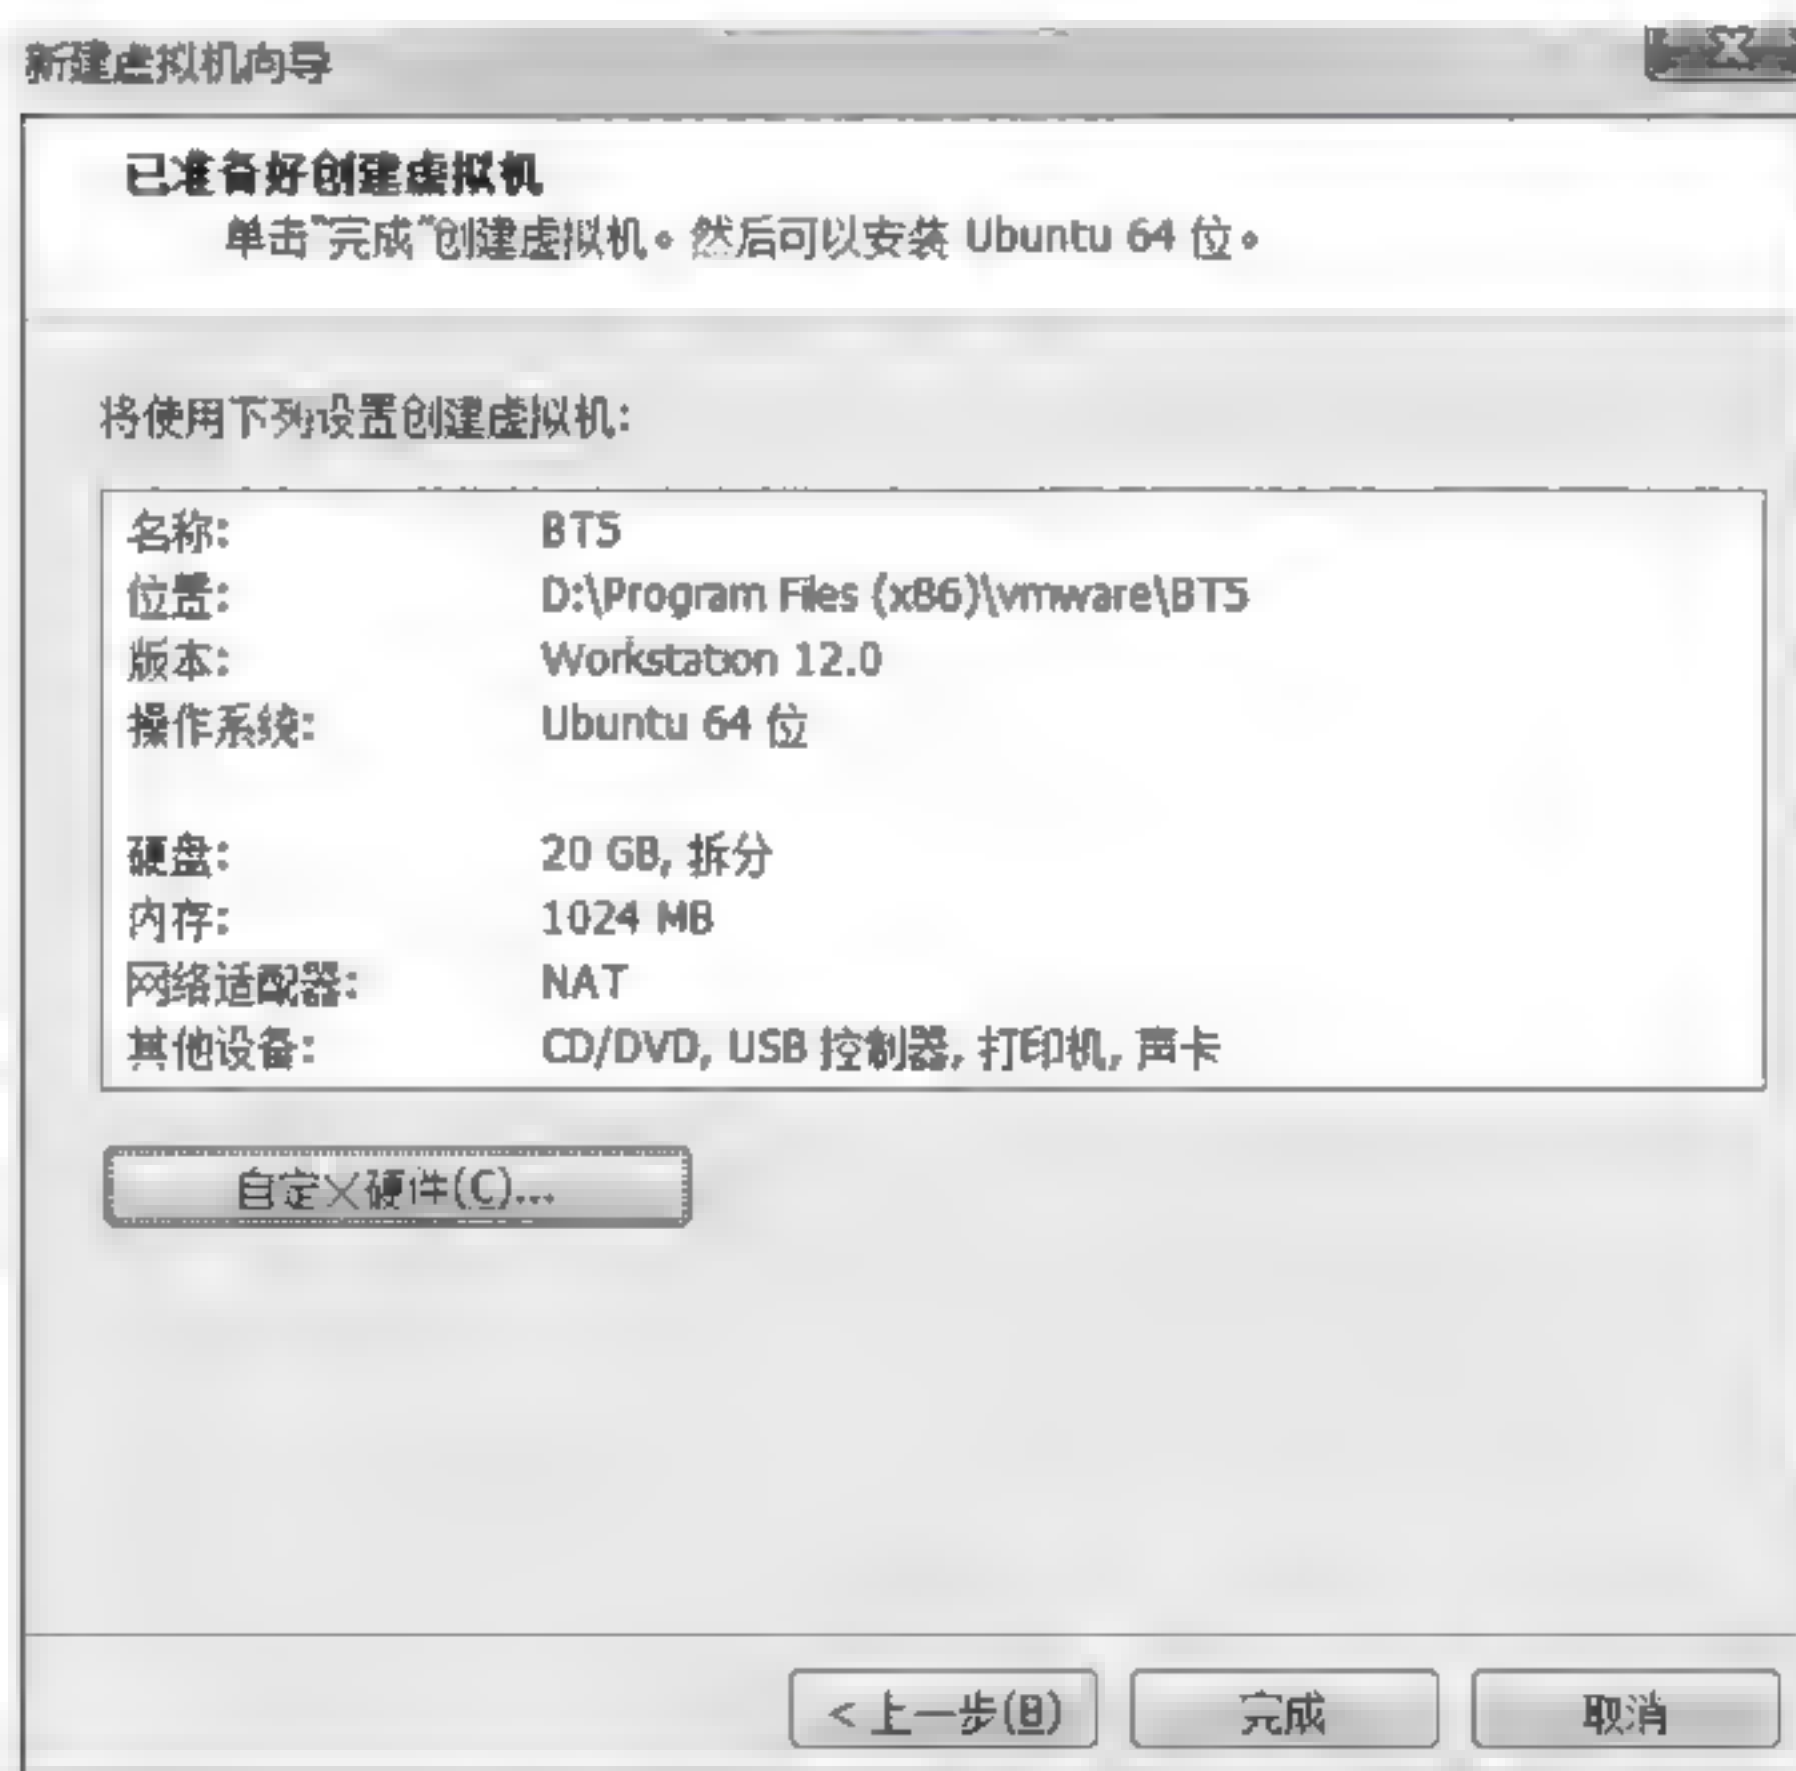 新建虚拟机向导
已准备好创建虚拟机
单击"完成"创建虚拟机。然后可以安装 Ubuntu 64 位。
将使用下列设置创建虚拟机:
名称: BT5
位置: D:\Program Files (x86)\vmware\BT5
版本: Workstation 12.0
操作系统: Ubuntu 64 位
硬盘: 20 GB, 拆分
内存: 1024 MB
网络适配器: NAT
其他设备: CD/DVD, USB 控制器, 打印机, 声卡
自定义硬件(C)...
< 上一步(B) 完成 取消